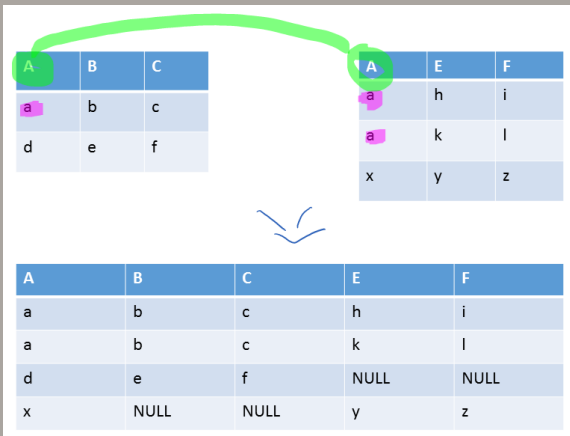 A B C
a b c
d e f
A E F
a h i
a k l
x y z
A B C E F
a b c h i
a b c k l
d e f NULL NULL
x NULL NULL y z